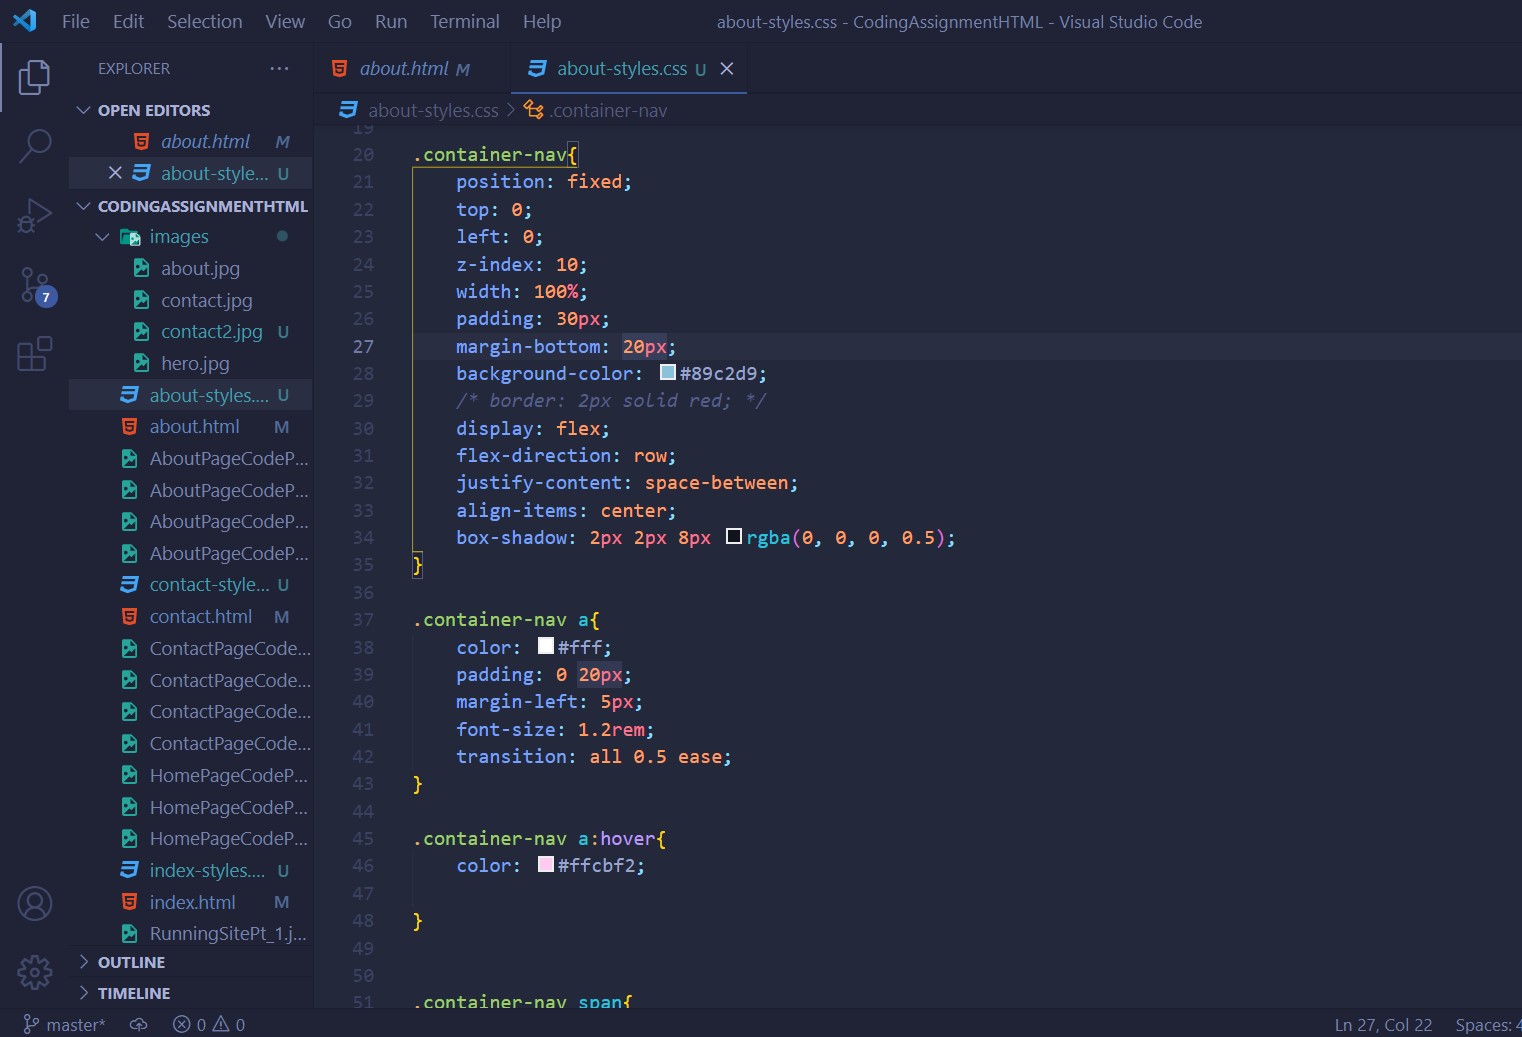 File Edit Selection View Go Run Terminal Help about-styles.css - CodingAssignmentHTML - Visual Studio Code
EXPLORER ...
OPEN EDITORS
about.html M
about-style... U
CODINGASSIGNMENTHTML
images
about.jpg
contact.jpg
contact2.jpg U
hero.jpg
about-styles.... U
about.html M
AboutPageCodeP...
AboutPageCodeP...
AboutPageCodeP...
AboutPageCodeP...
contact-style... U
contact.html M
ContactPageCode...
ContactPageCode...
ContactPageCode...
ContactPageCode...
HomePageCodeP...
HomePageCodeP...
HomePageCodeP...
index-styles.... U
index.html M
RunningSitePt_1.j...
OUTLINE
TIMELINE
7
about.html M about-styles.css U
about-styles.css > .container-nav
19
20 .container-nav{
21 position: fixed;
22 top: 0;
23 left: 0;
24 z-index: 10;
25 width: 100%;
26 padding: 30px;
27 margin-bottom: 20px;
28 background-color: #89c2d9;
29 /* border: 2px solid red; */
30 display: flex;
31 flex-direction: row;
32 justify-content: space-between;
33 align-items: center;
34 box-shadow: 2px 2px 8px rgba(0, 0, 0, 0.5);
35 }
36
37 .container-nav a{
38 color: #fff;
39 padding: 0 20px;
40 margin-left: 5px;
41 font-size: 1.2rem;
42 transition: all 0.5 ease;
43 }
44
45 .container-nav a:hover{
46 color: #ffcbf2;
47
48 }
49
50
51 .container-nav span{
master* 0 0 Ln 27, Col 22 Spaces: 4